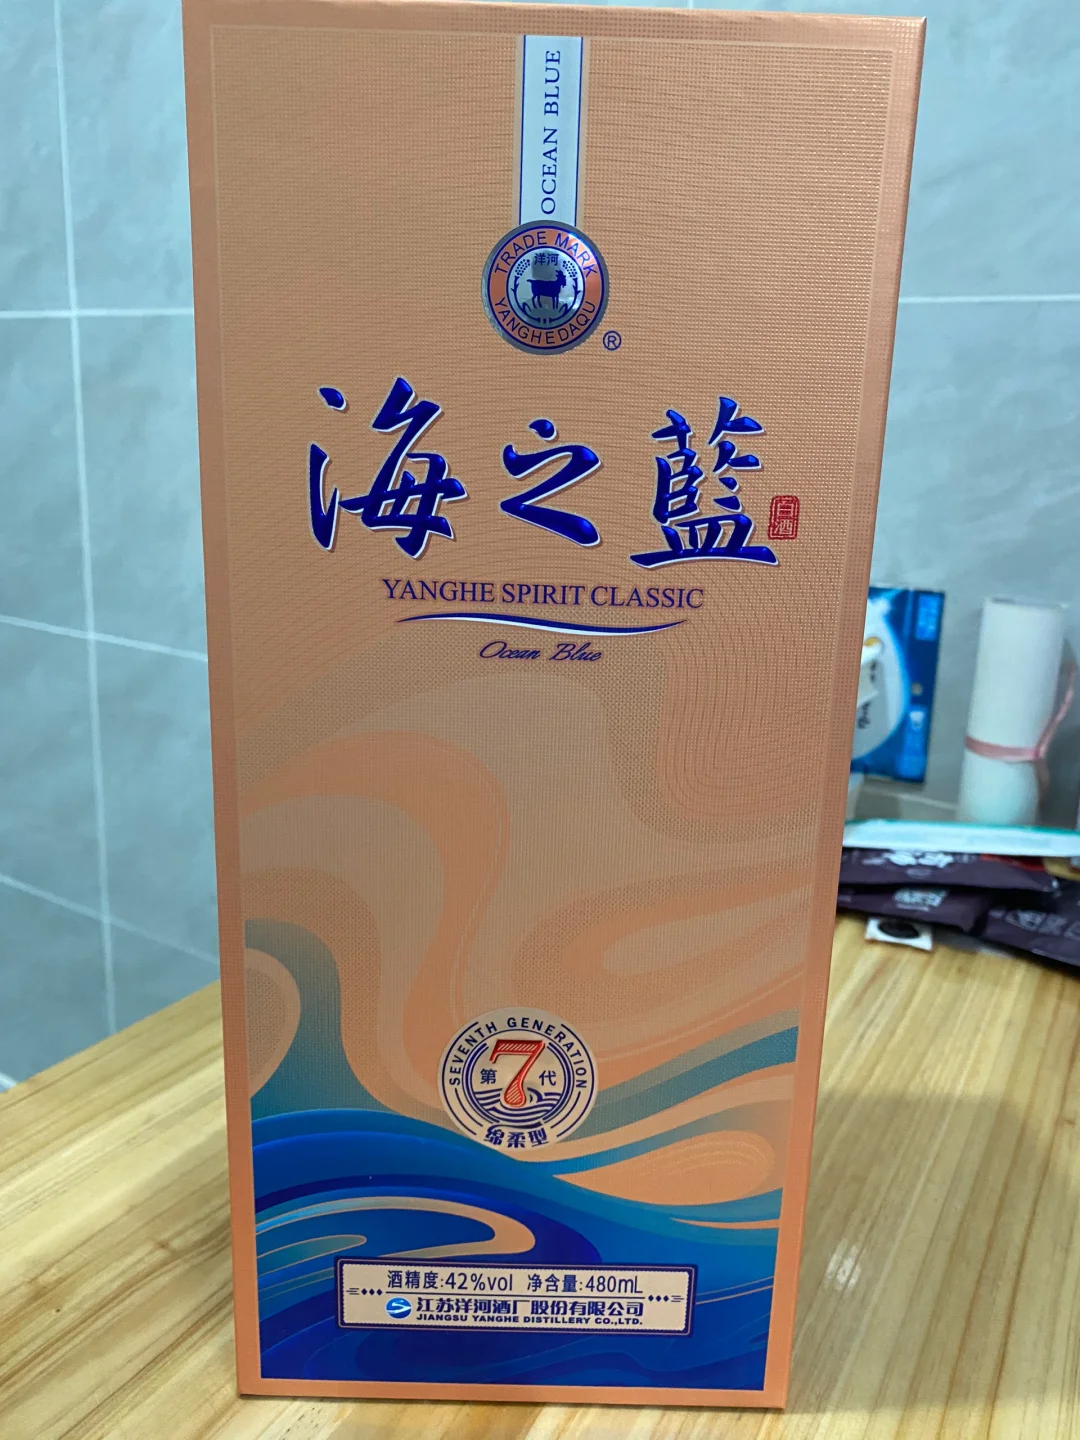 OCEAN BLUE
TRADE MARK
洋河
YANGHEDAQU
®
海之藍
白酒
YANGHE SPIRIT CLASSIC
Ocean Blue
SEVENTH GENERATION
第7代
绵柔型
酒精度:42%vol 净含量:480mL
江苏洋河酒厂股份有限公司
JIANGSU YANGHE DISTILLERY CO.,LTD.